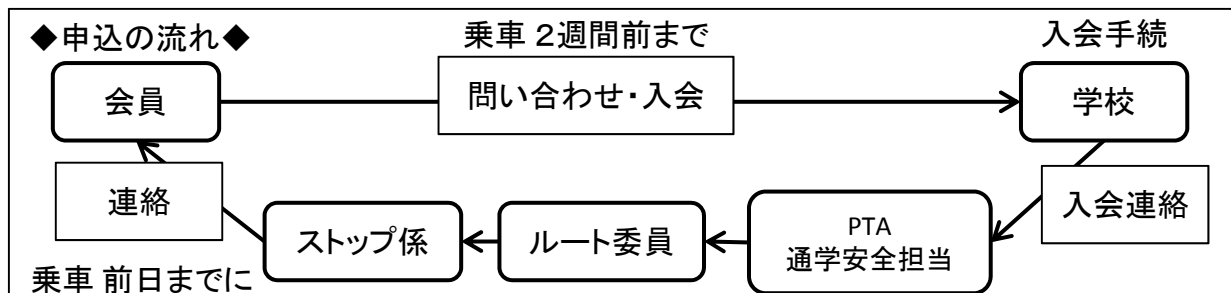 ◆申込の流れ◆
乗車 2週間前まで
入会手続
会員
問い合わせ・入会
学校
連絡
入会連絡
ストップ係
ルート委員
PTA
通学安全担当
乗車 前日までに